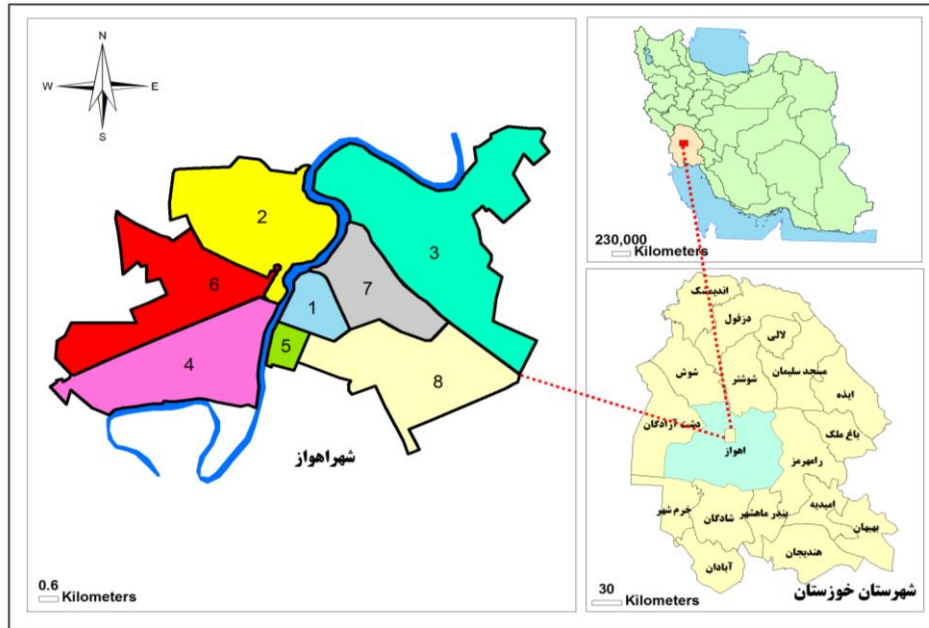 N
W E
S
2
3
6
7
1
4
5
8
شهراهواز
0.6
Kilometers
230,000
Kilometers
اندیمشک
دزفول
لالی
شوش
شوشتر
مسجد سلیمان
ایذه
دشت آزادگان
باغ ملک
اهواز
رامهرمز
خرم شهر
شادگان
بندر ماهشهر
امیدیه
بهبهان
هندیجان
آبادان
30
Kilometers
شهرستان خوزستان